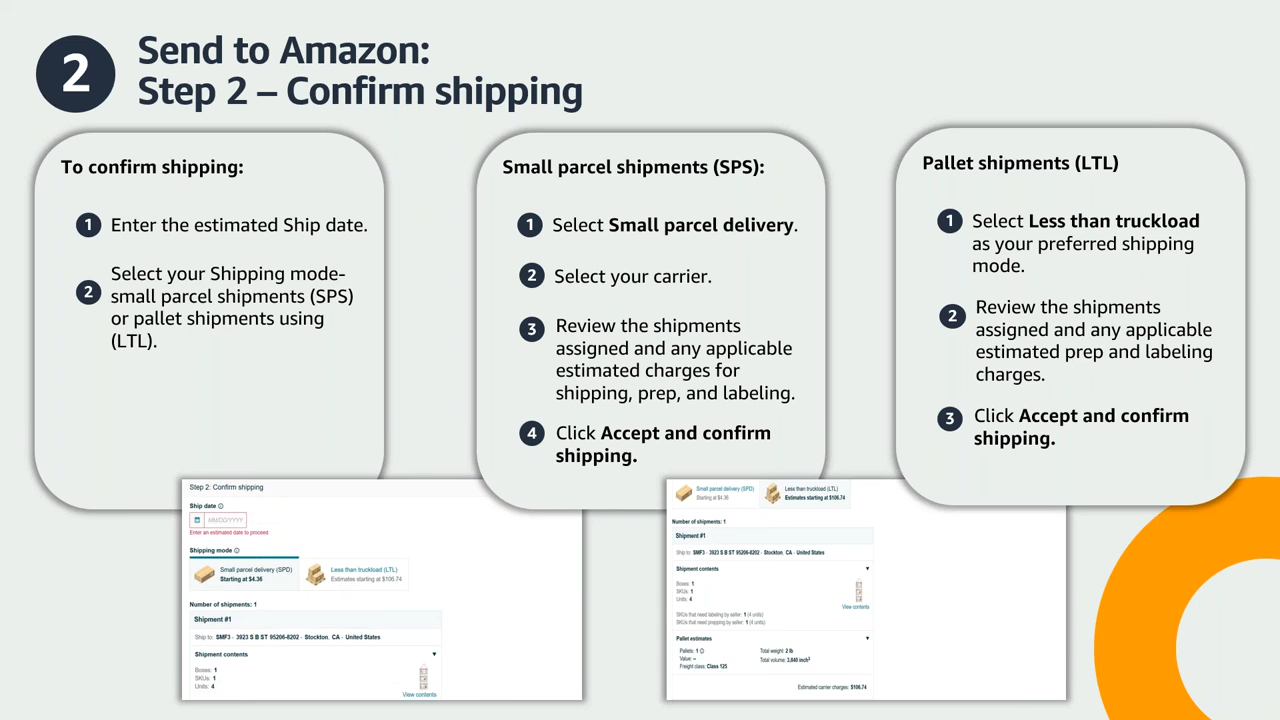 2
Send to Amazon:
Step 2 – Confirm shipping
To confirm shipping:
1 Enter the estimated Ship date.
2 Select your Shipping mode-
small parcel shipments (SPS)
or pallet shipments using
(LTL).
Small parcel shipments (SPS):
1 Select Small parcel delivery.
2 Select your carrier.
3 Review the shipments
assigned and any applicable
estimated charges for
shipping, prep, and labeling.
4 Click Accept and confirm
shipping.
Pallet shipments (LTL)
1 Select Less than truckload
as your preferred shipping
mode.
2 Review the shipments
assigned and any applicable
estimated prep and labeling
charges.
3 Click Accept and confirm
shipping.
Step 2: Confirm shipping
Ship date
MM/DD/YYYY
Enter an estimated date to proceed.
Shipping mode
Small parcel delivery (SPD)
Starting at $4.36
Less than truckload (LTL)
Estimates starting at $106.74
Number of shipments: 1
Shipment #1
Ship to: SMF3 - 3923 S B ST 95206-8202 - Stockton, CA - United States
Shipment contents
Boxes: 1
SKUs: 1
Units: 4
View contents
Small parcel delivery (SPD)
Starting at $4.36
Less than truckload (LTL)
Estimates starting at $106.74
Number of shipments: 1
Shipment #1
Ship to: SMF3 - 3923 S B ST 95206-8202 - Stockton, CA - United States
Shipment contents
Boxes: 1
SKUs: 1
Units: 4
View contents
SKUs that need labeling by seller: 1 (4 units)
SKUs that need prepping by seller: 1 (4 units)
Pallet estimates
Pallets: 1
Total weight: 2 lb
Value: --
Total volume: 3,840 inch³
Freight class: Class 125
Estimated carrier charges: $106.74